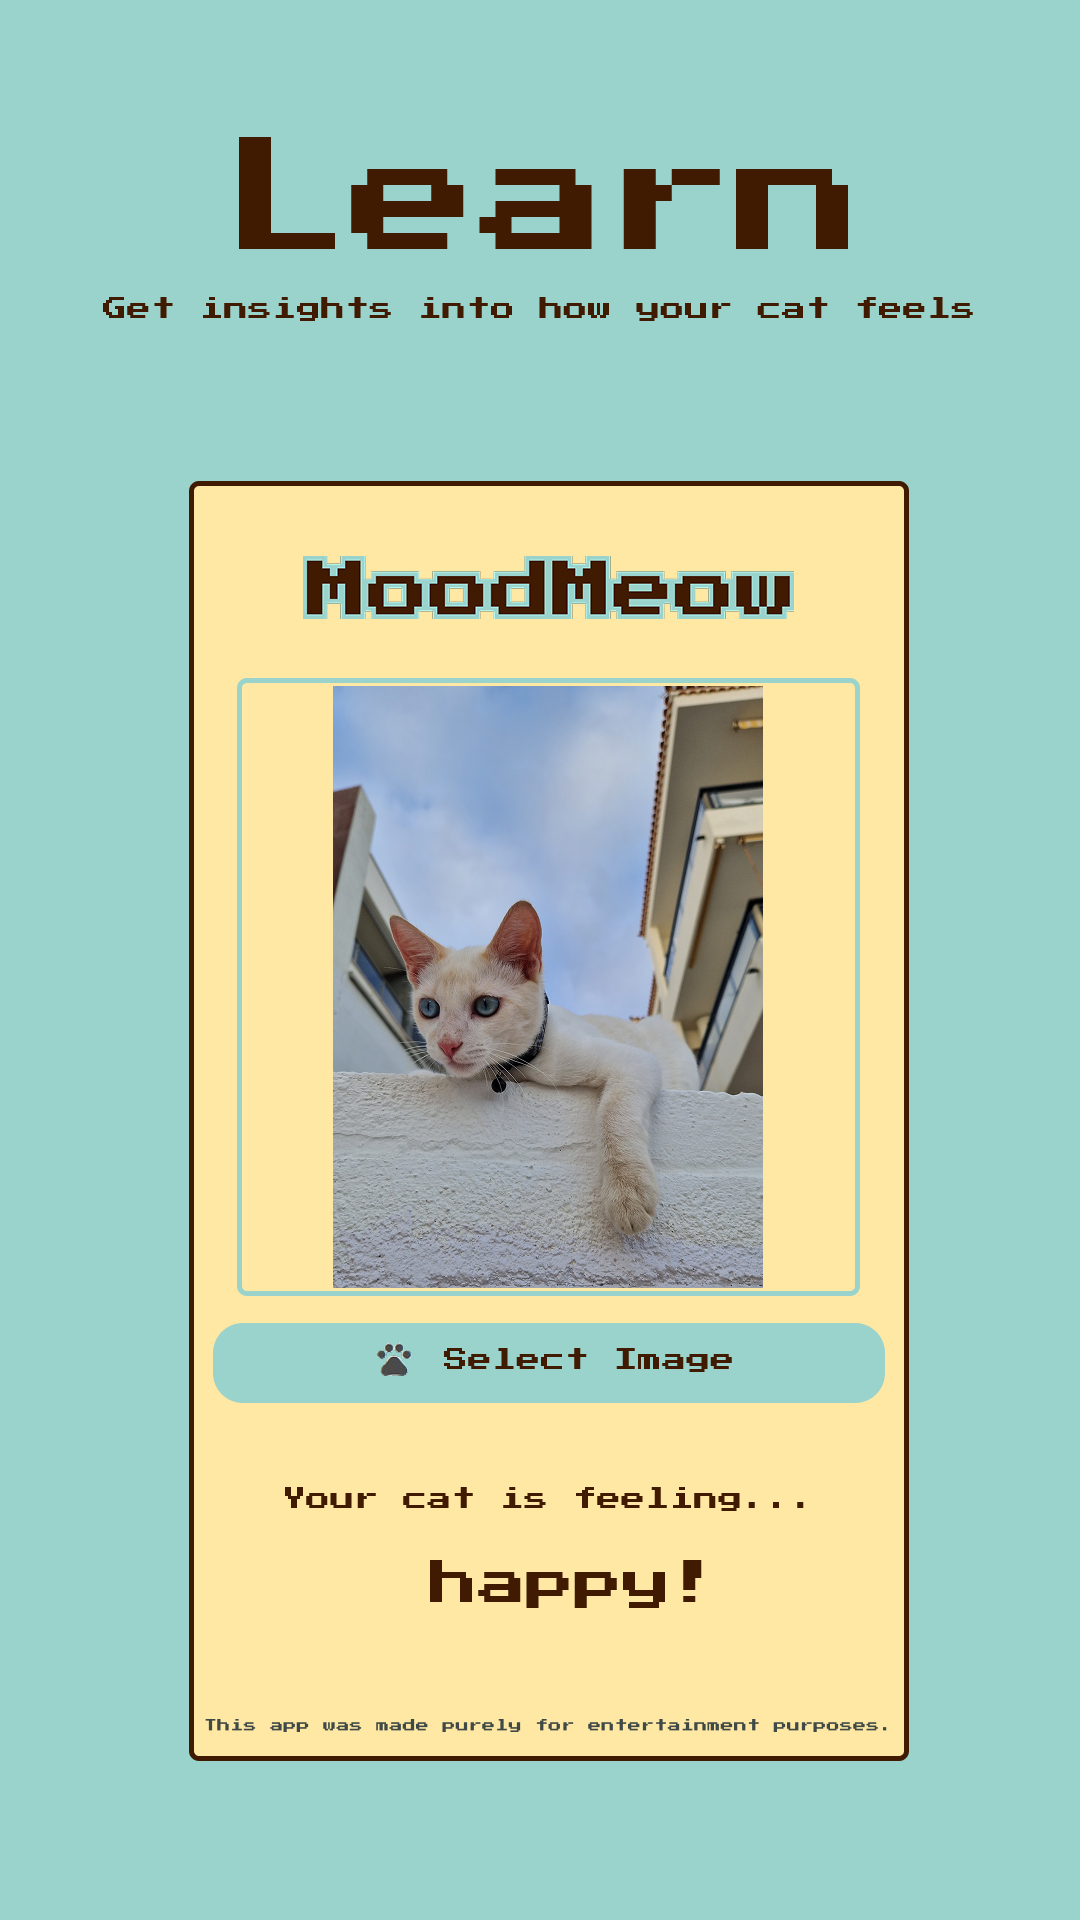 Learn
Get insights into how your cat feels
MoodMeow
Select Image
Your cat is feeling...
happy!
This app was made purely for entertainment purposes.